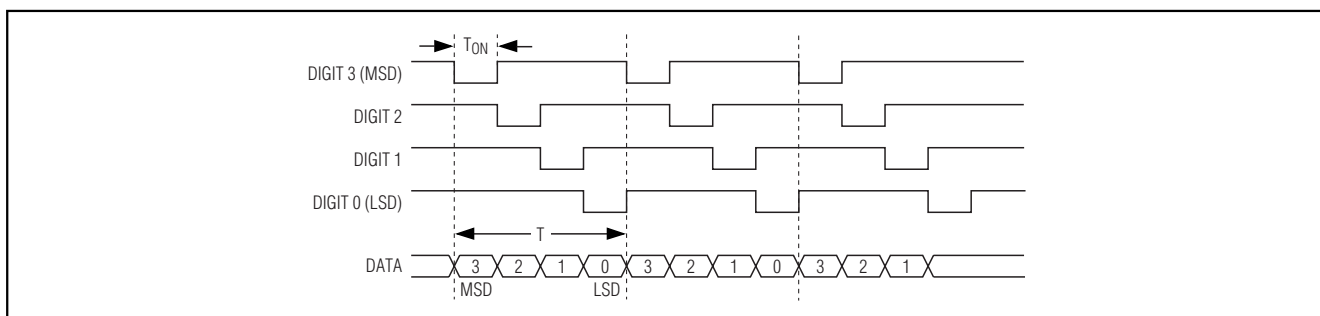 TON
DIGIT 3 (MSD)
DIGIT 2
DIGIT 1
DIGIT 0 (LSD)
T
DATA 3 2 1 0 3 2 1 0 3 2 1
MSD LSD